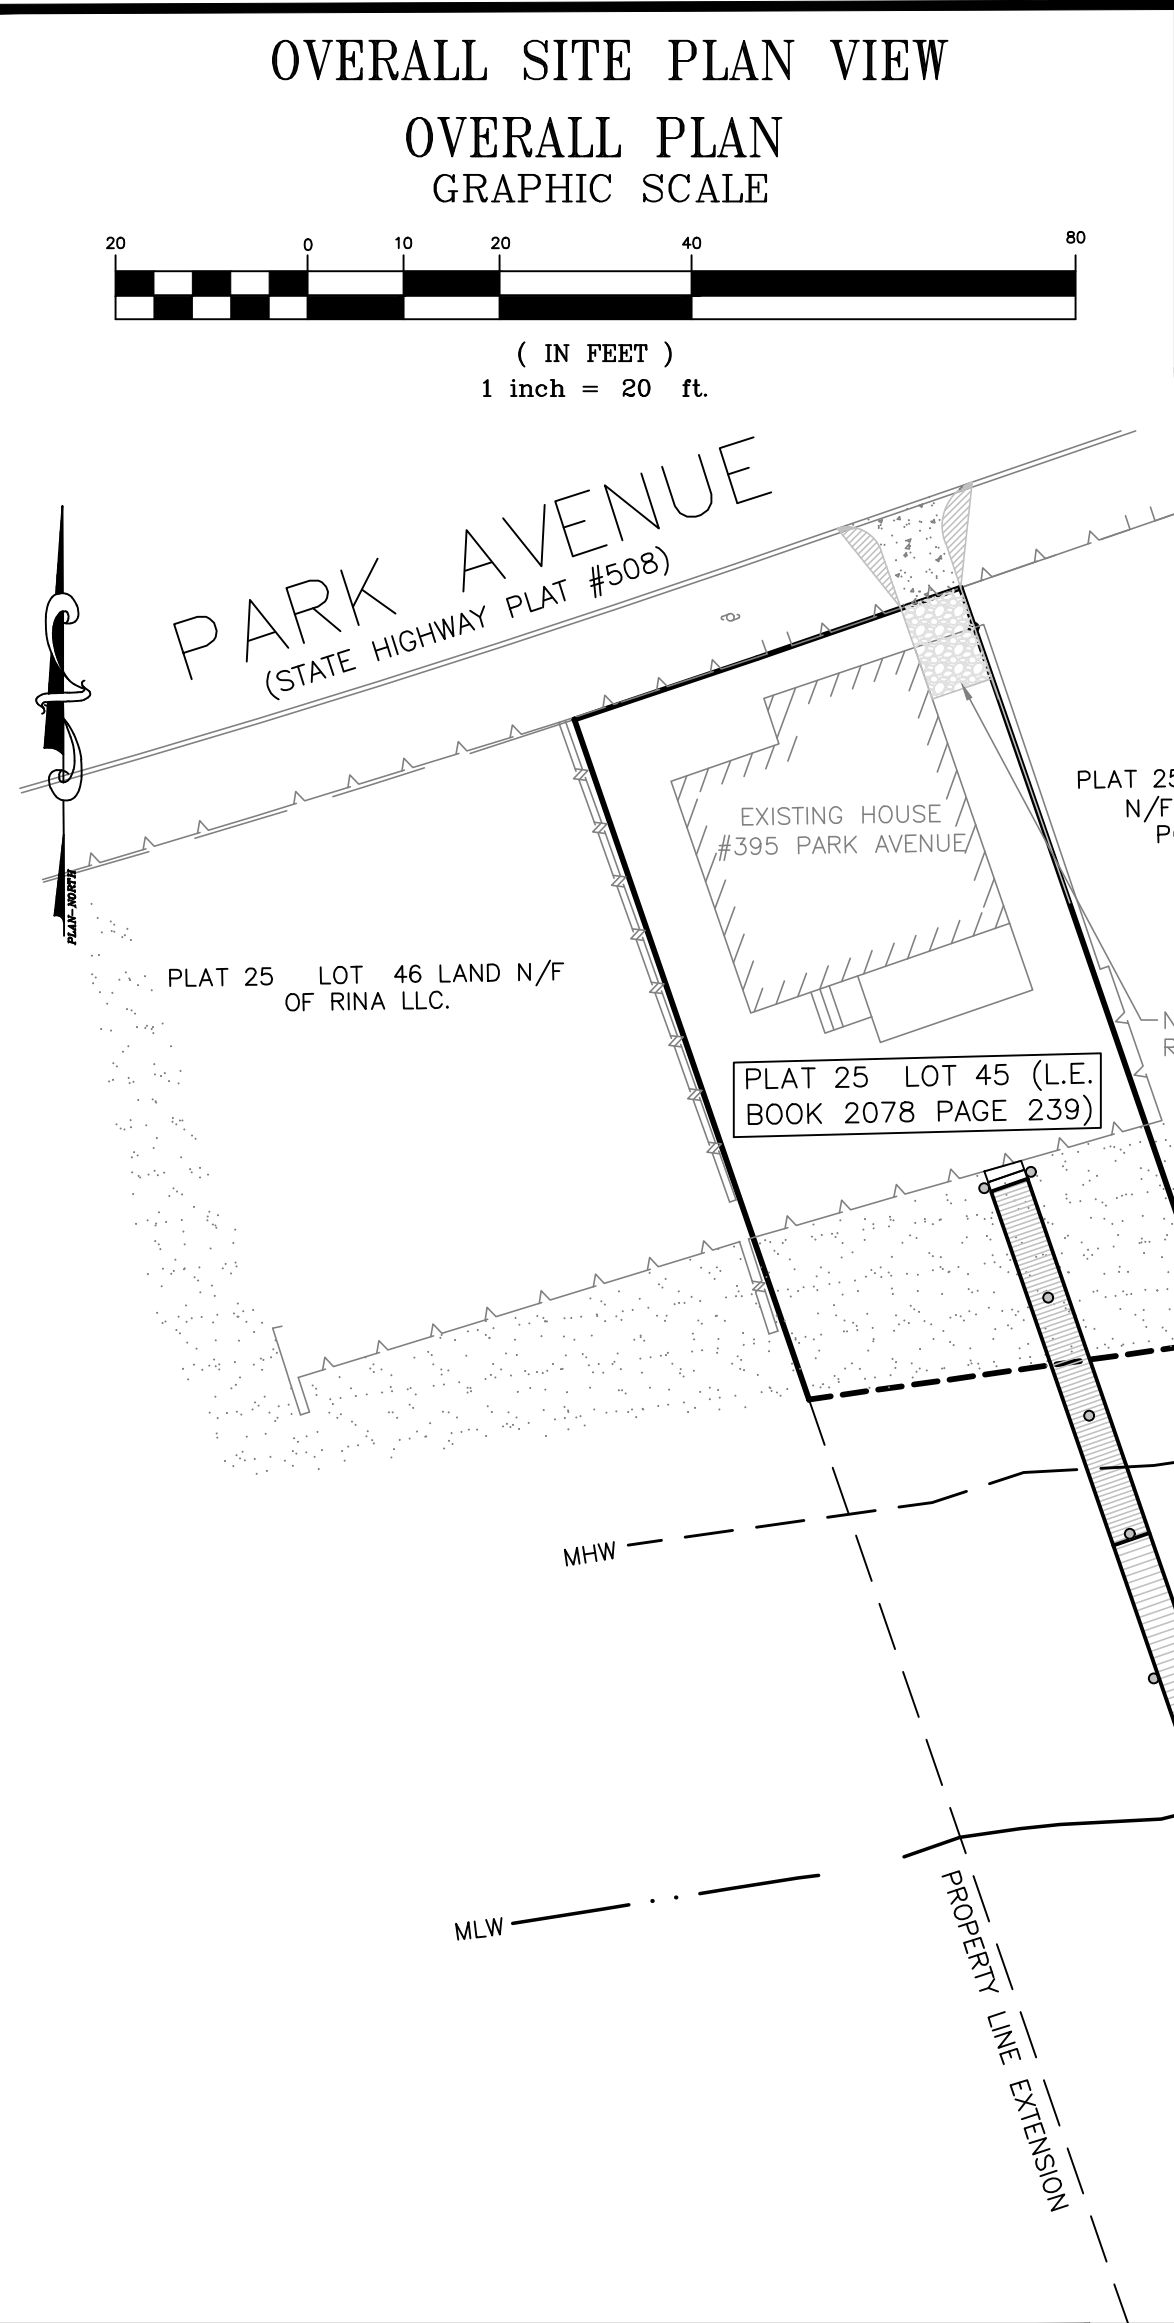 OVERALL SITE PLAN VIEW
OVERALL PLAN
GRAPHIC SCALE
20 0 10 20 40 80
( IN FEET )
1 inch = 20 ft.
PARK AVENUE
(STATE HIGHWAY PLAT #508)
PLAN-NORTH
EXISTING HOUSE
#395 PARK AVENUE
PLAT 25
N/F
PLAT 25 LOT 46 LAND N/F
OF RINA LLC.
PLAT 25 LOT 45 (L.E.
BOOK 2078 PAGE 239)
MHW
MLW
PROPERTY LINE EXTENSION